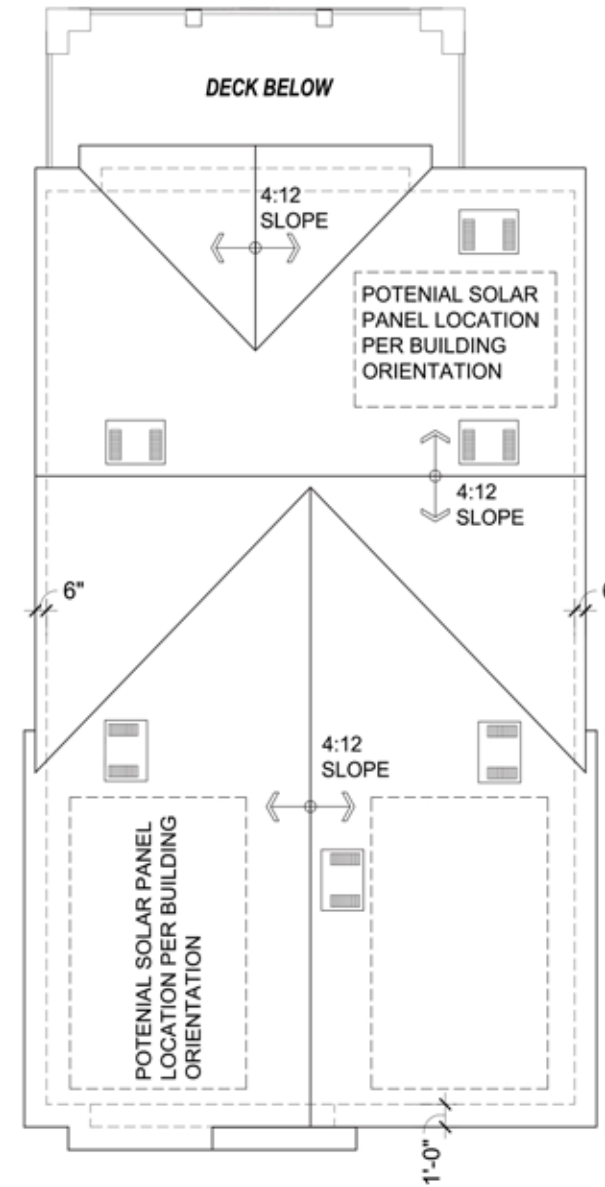 DECK BELOW
4:12
SLOPE
POTENIAL SOLAR
PANEL LOCATION
PER BUILDING
ORIENTATION
4:12
SLOPE
6"
6
4:12
SLOPE
POTENIAL SOLAR PANEL
LOCATION PER BUILDING
ORIENTATION
1'-0"